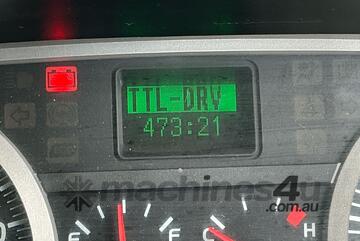 TTL-DRV
473:21
machines4u
.com.au
E
F
C
H